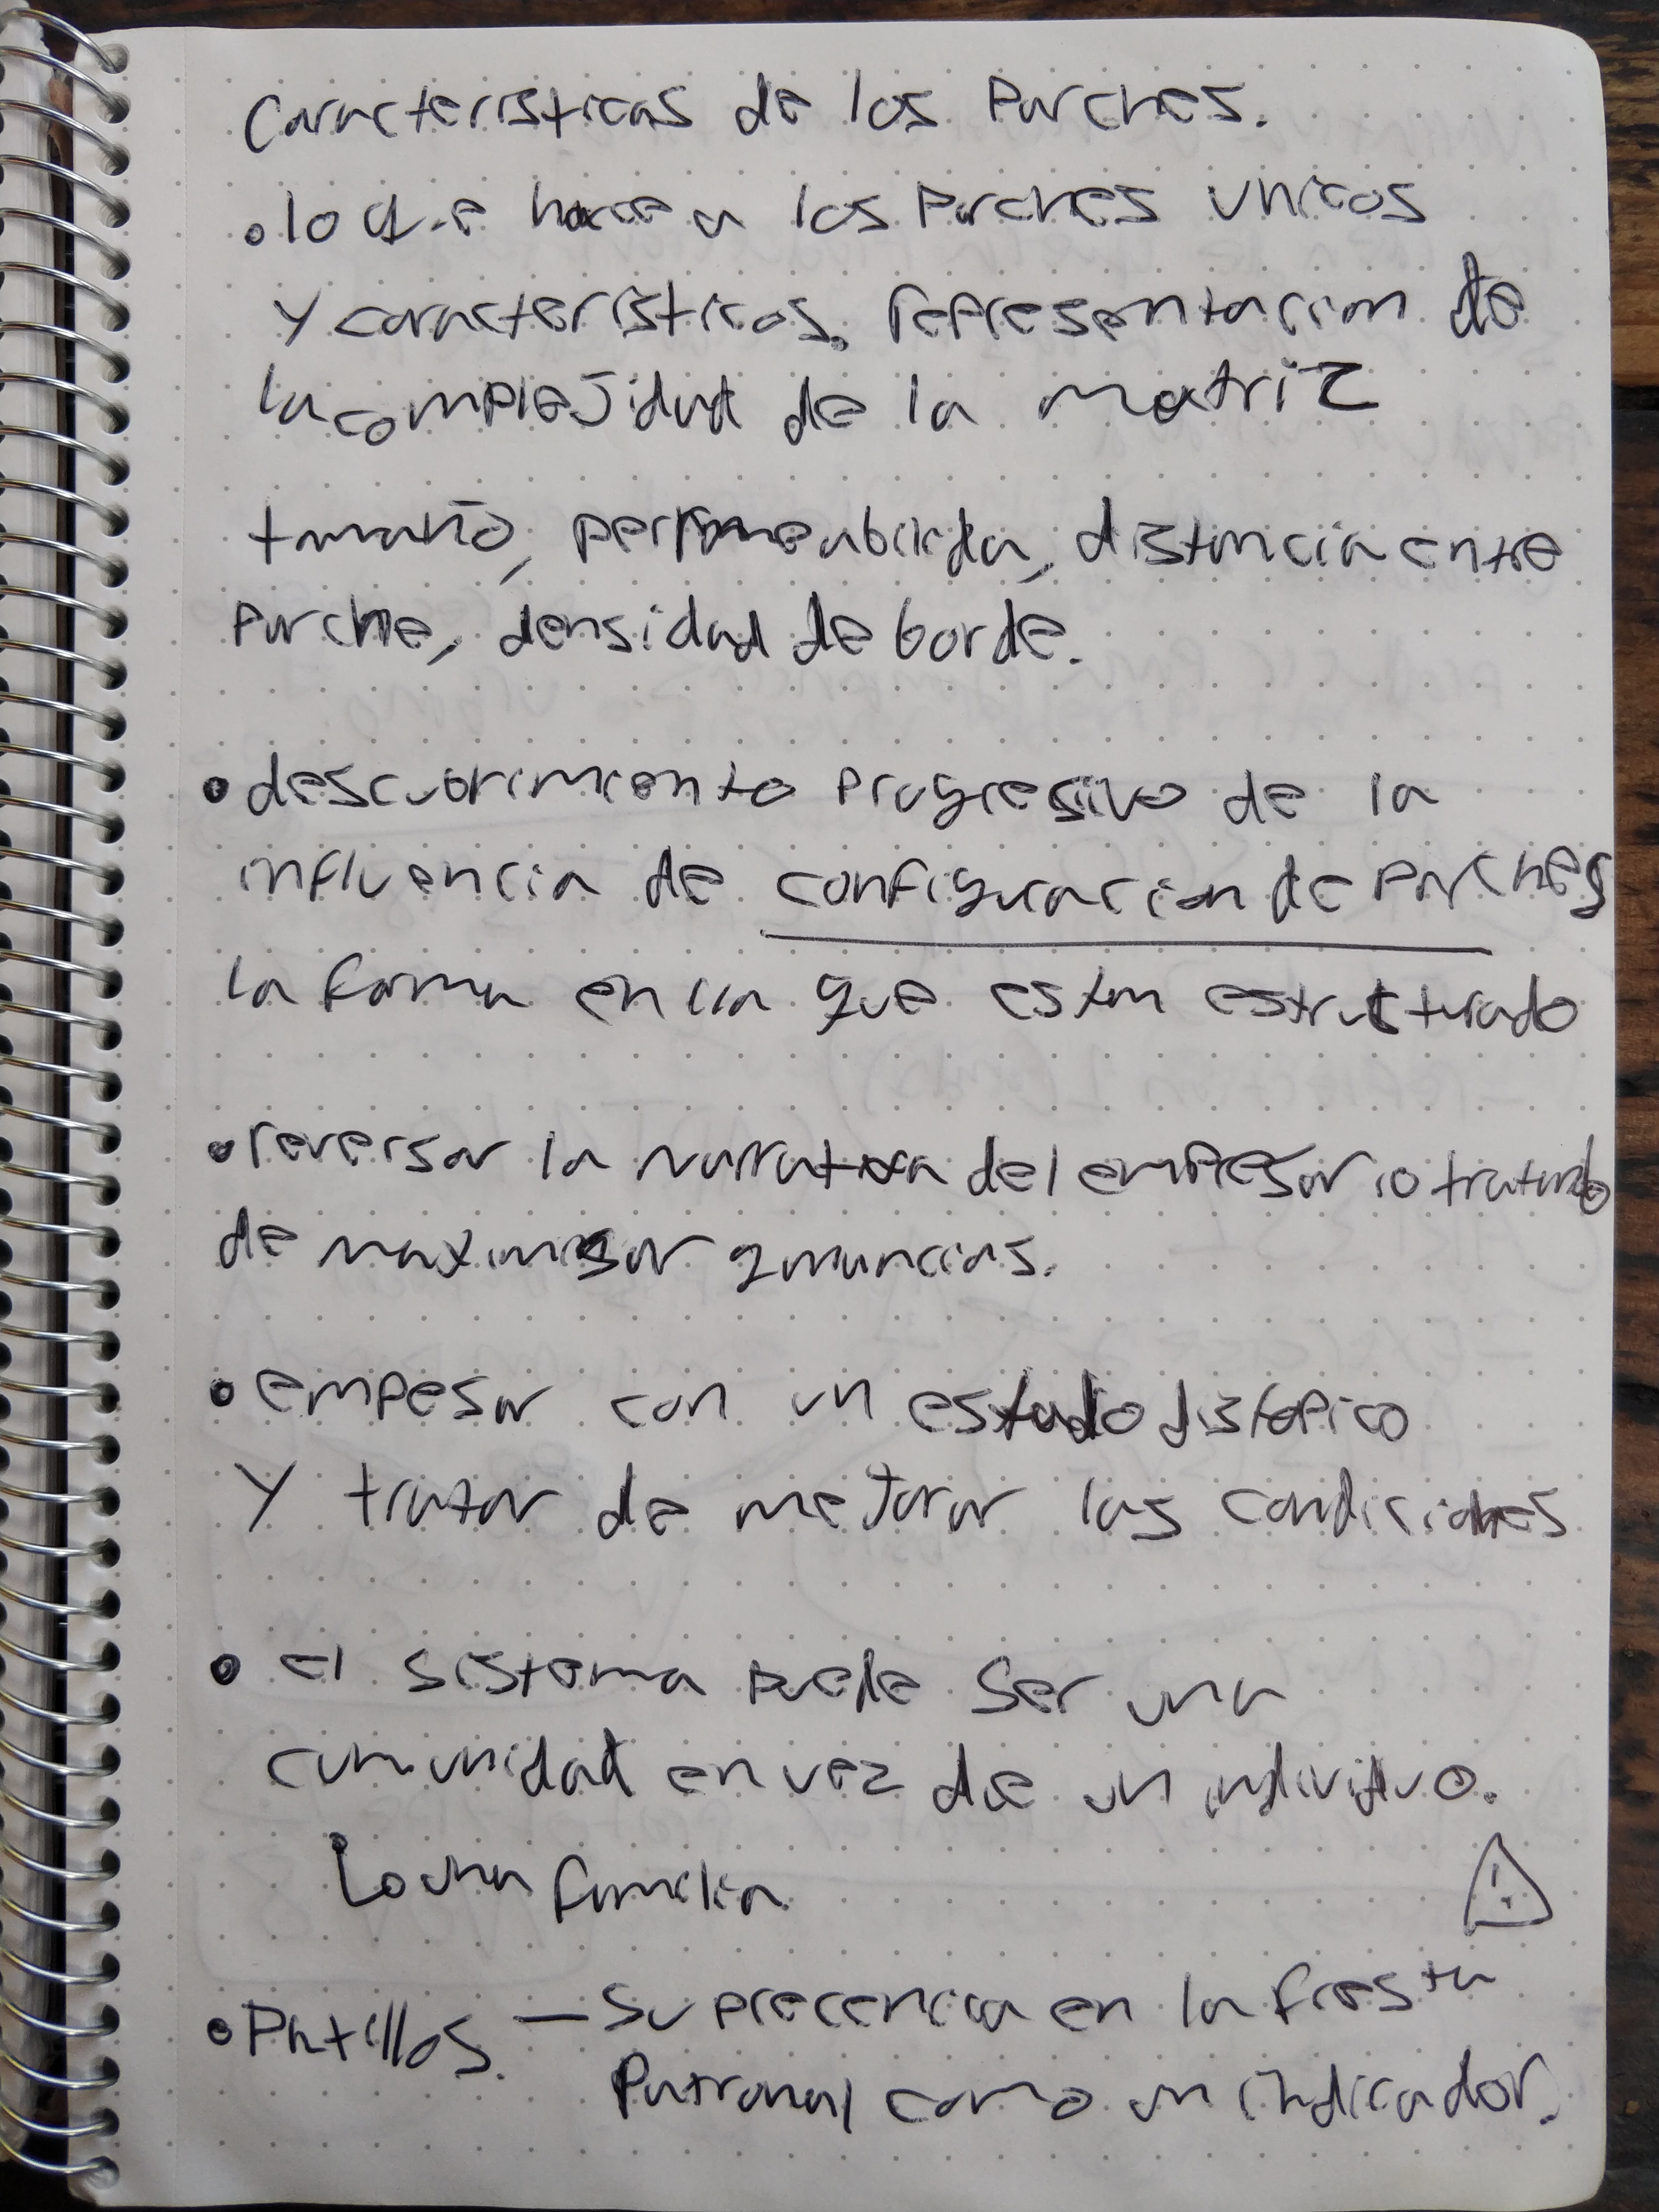 Caracteristicas de los Parches.
• lo que hace a los Parches unicos
Y caracteristicos. representacion de
la complejidad de la matriz
tamaño, permeabilida, distancia entre
Parche, densidad de borde.
• descubrimiento Progresivo de la
influencia de configuracion de Parches
la forma en la que estan estructurado
• reversar la narrativa del empresario tratando
de maximisar ganancias.
• empesar con un estado distopico
Y tratar de mejorar las condiciones
• el sistema puede ser una
comunidad en vez de un individuo.
Lo una familia
• Patillos. — Su precencia en la fiesta
Patronal como un indicador.